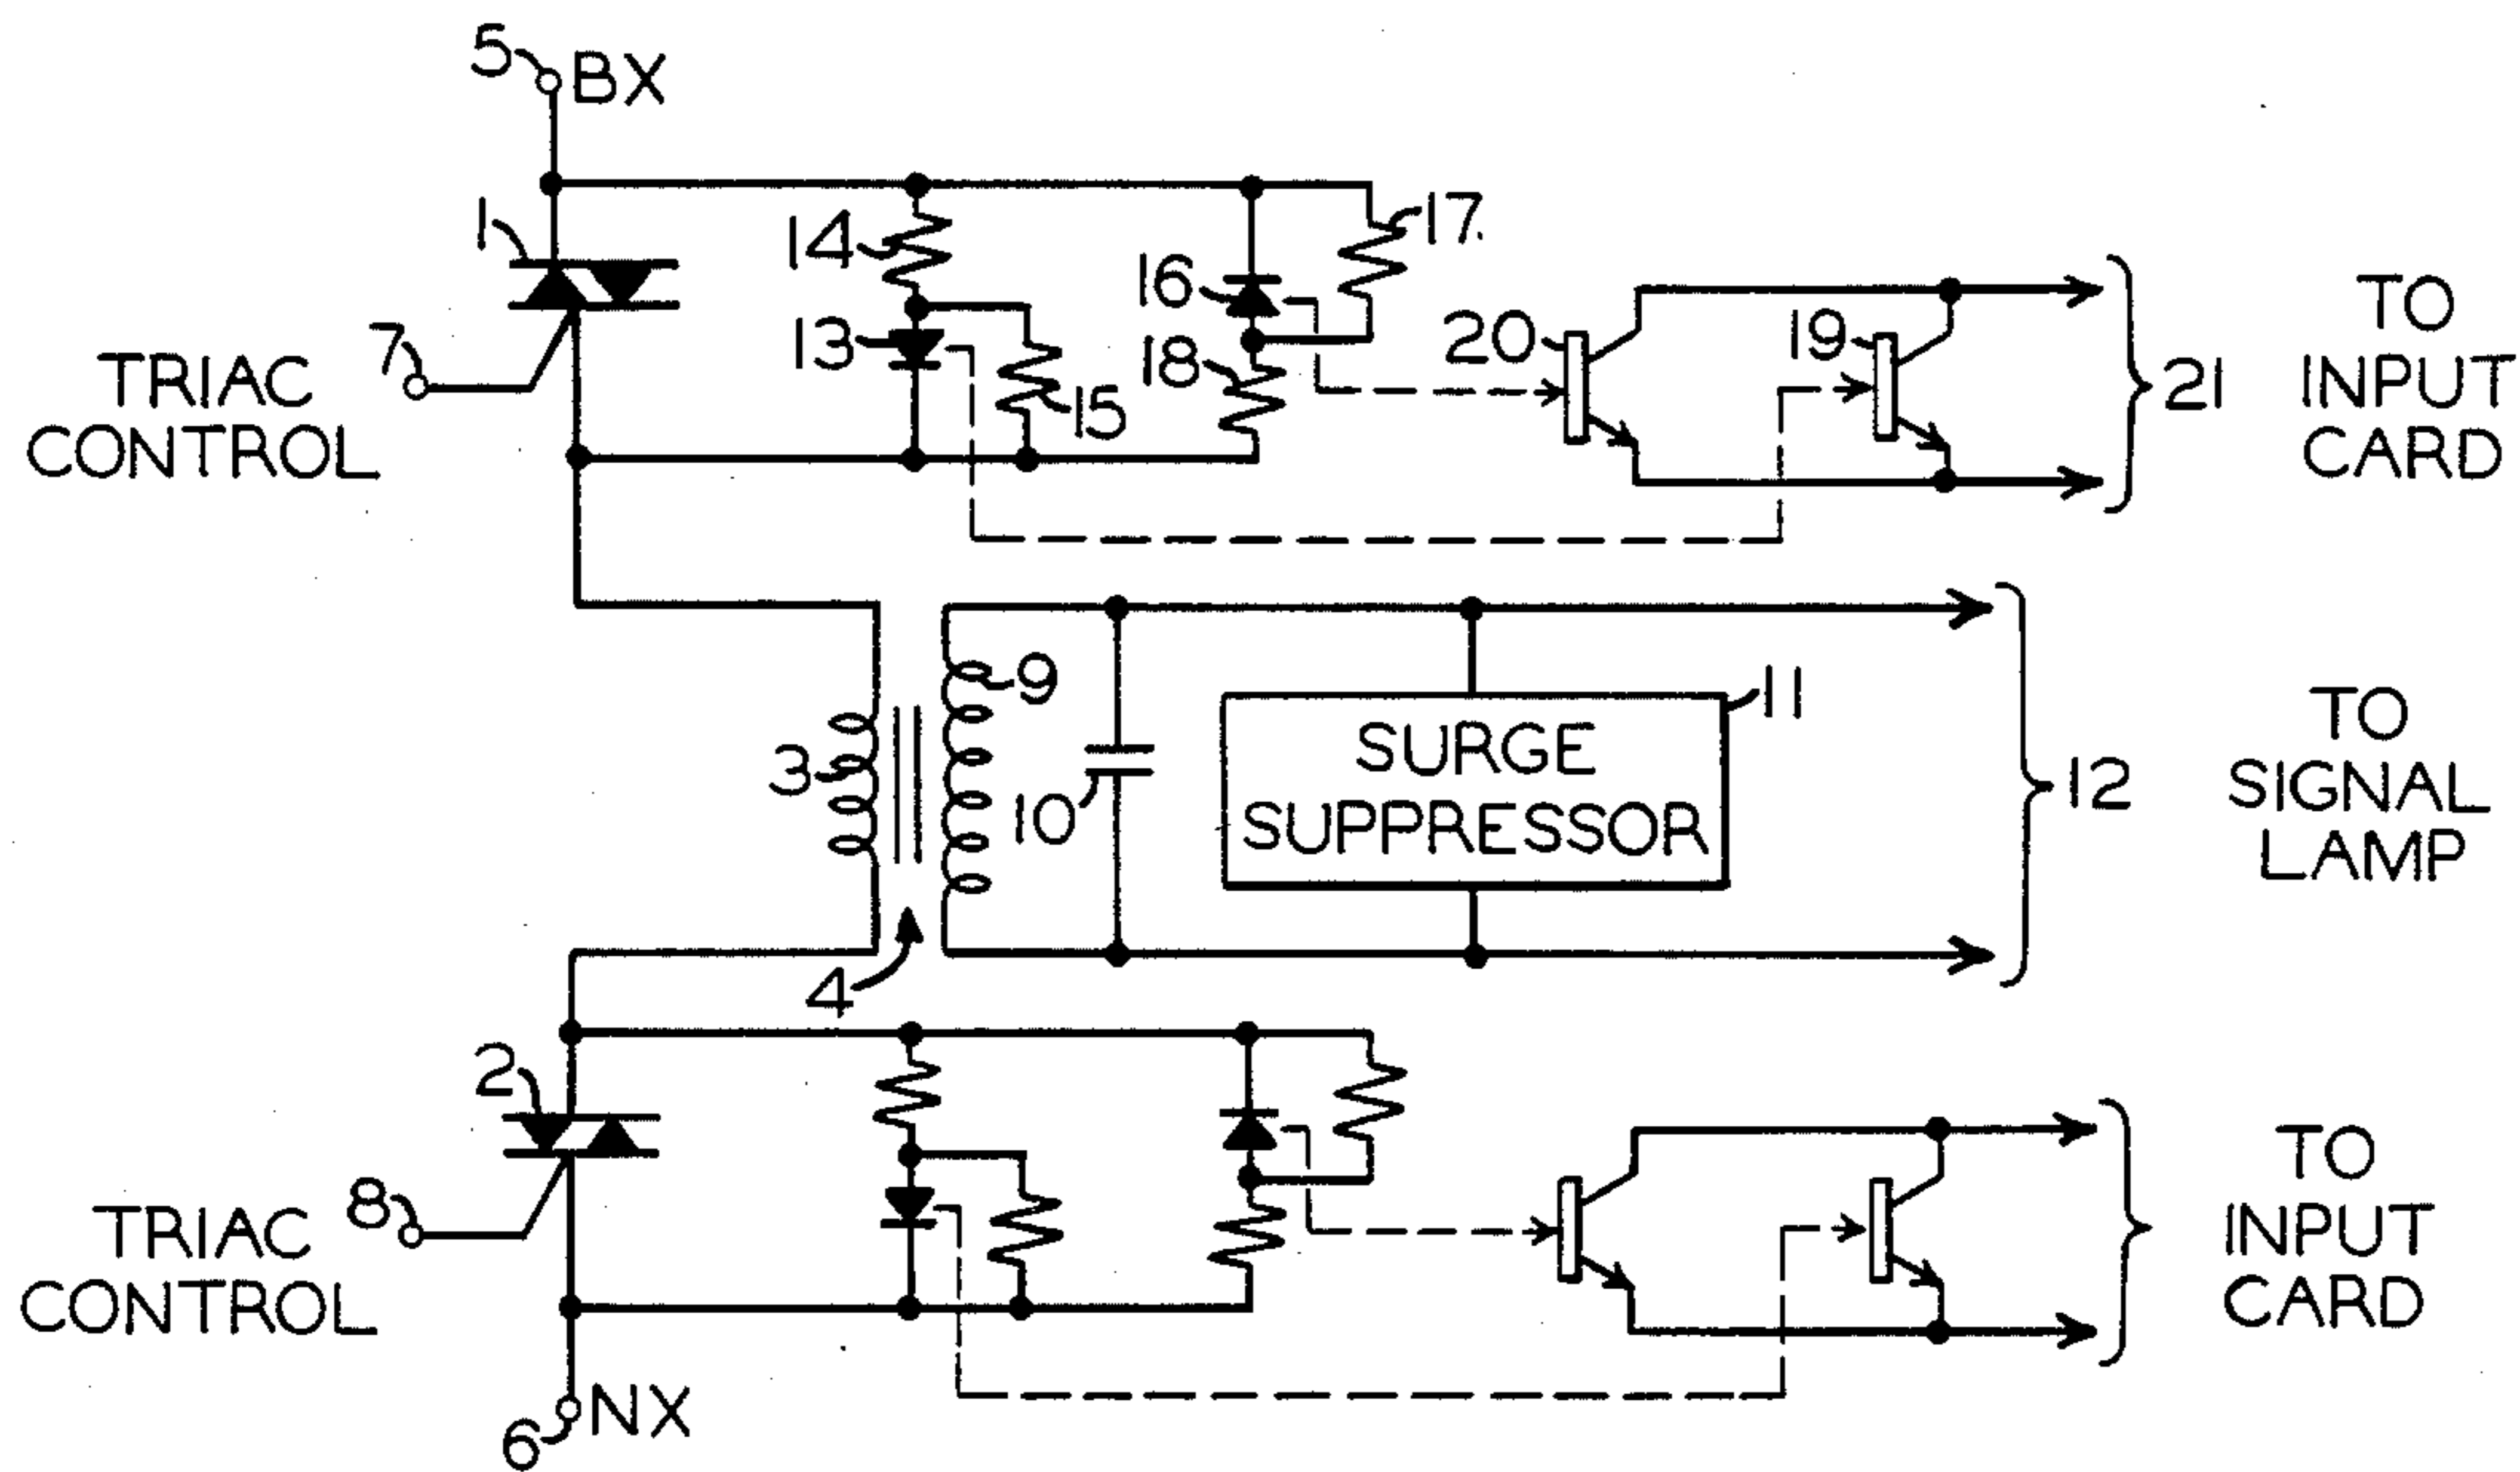 5 BX
1
14
17
16
13
18
15
20
19
21
TO
INPUT
CARD
7
TRIAC
CONTROL
9
3
10
11
SURGE
SUPPRESSOR
12
TO
SIGNAL
LAMP
4
2
8
TRIAC
CONTROL
TO
INPUT
CARD
6 NX